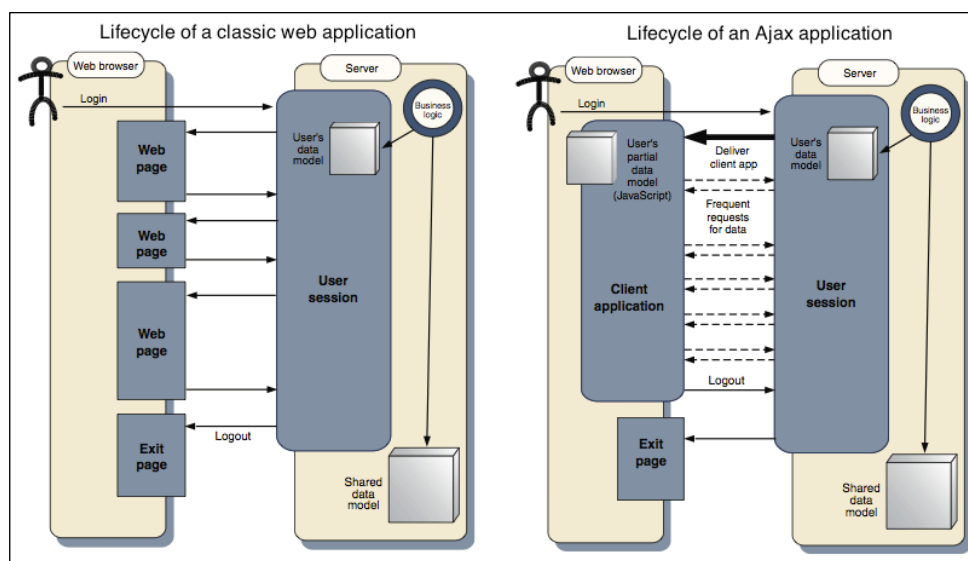 Lifecycle of a classic web application
Web browser
Server
Login
Business
logic
User's
data
model
Web
page
Web
page
User
session
Web
page
Logout
Exit
page
Shared
data
model
Lifecycle of an Ajax application
Web browser
Server
Login
Business
logic
User's
partial
data
model
(JavaScript)
Deliver
client app
User's
data
model
Frequent
requests
for data
Client
application
User
session
Logout
Exit
page
Shared
data
model